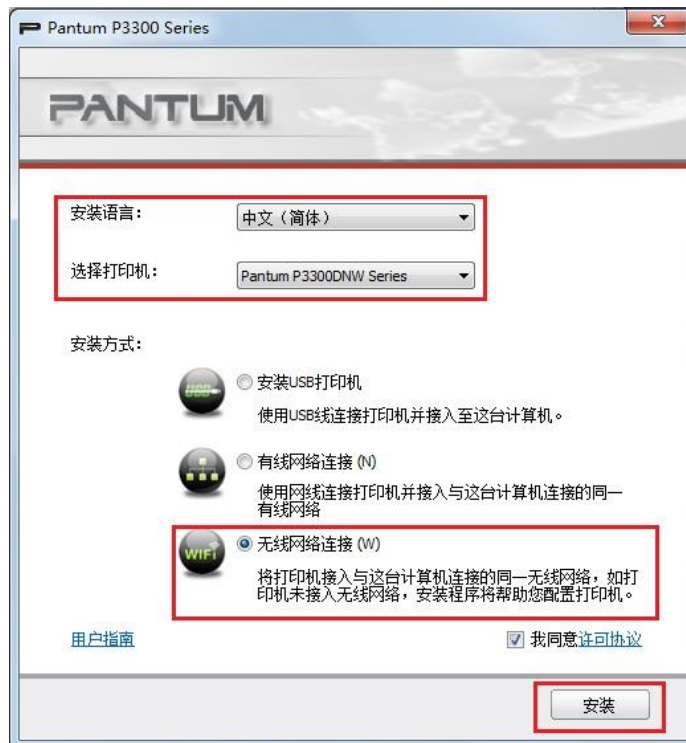 Pantum P3300 Series
PANTUM
安装语言：
中文（简体）
选择打印机：
Pantum P3300DNW Series
安装方式：
USB
安装USB打印机
使用USB线连接打印机并接入至这台计算机。
有线网络连接 (N)
使用网线连接打印机并接入与这台计算机连接的同一
有线网络
WiFi
无线网络连接 (W)
将打印机接入与这台计算机连接的同一无线网络，如打
印机未接入无线网络，安装程序将帮助您配置打印机。
用户指南
我同意许可协议
安装